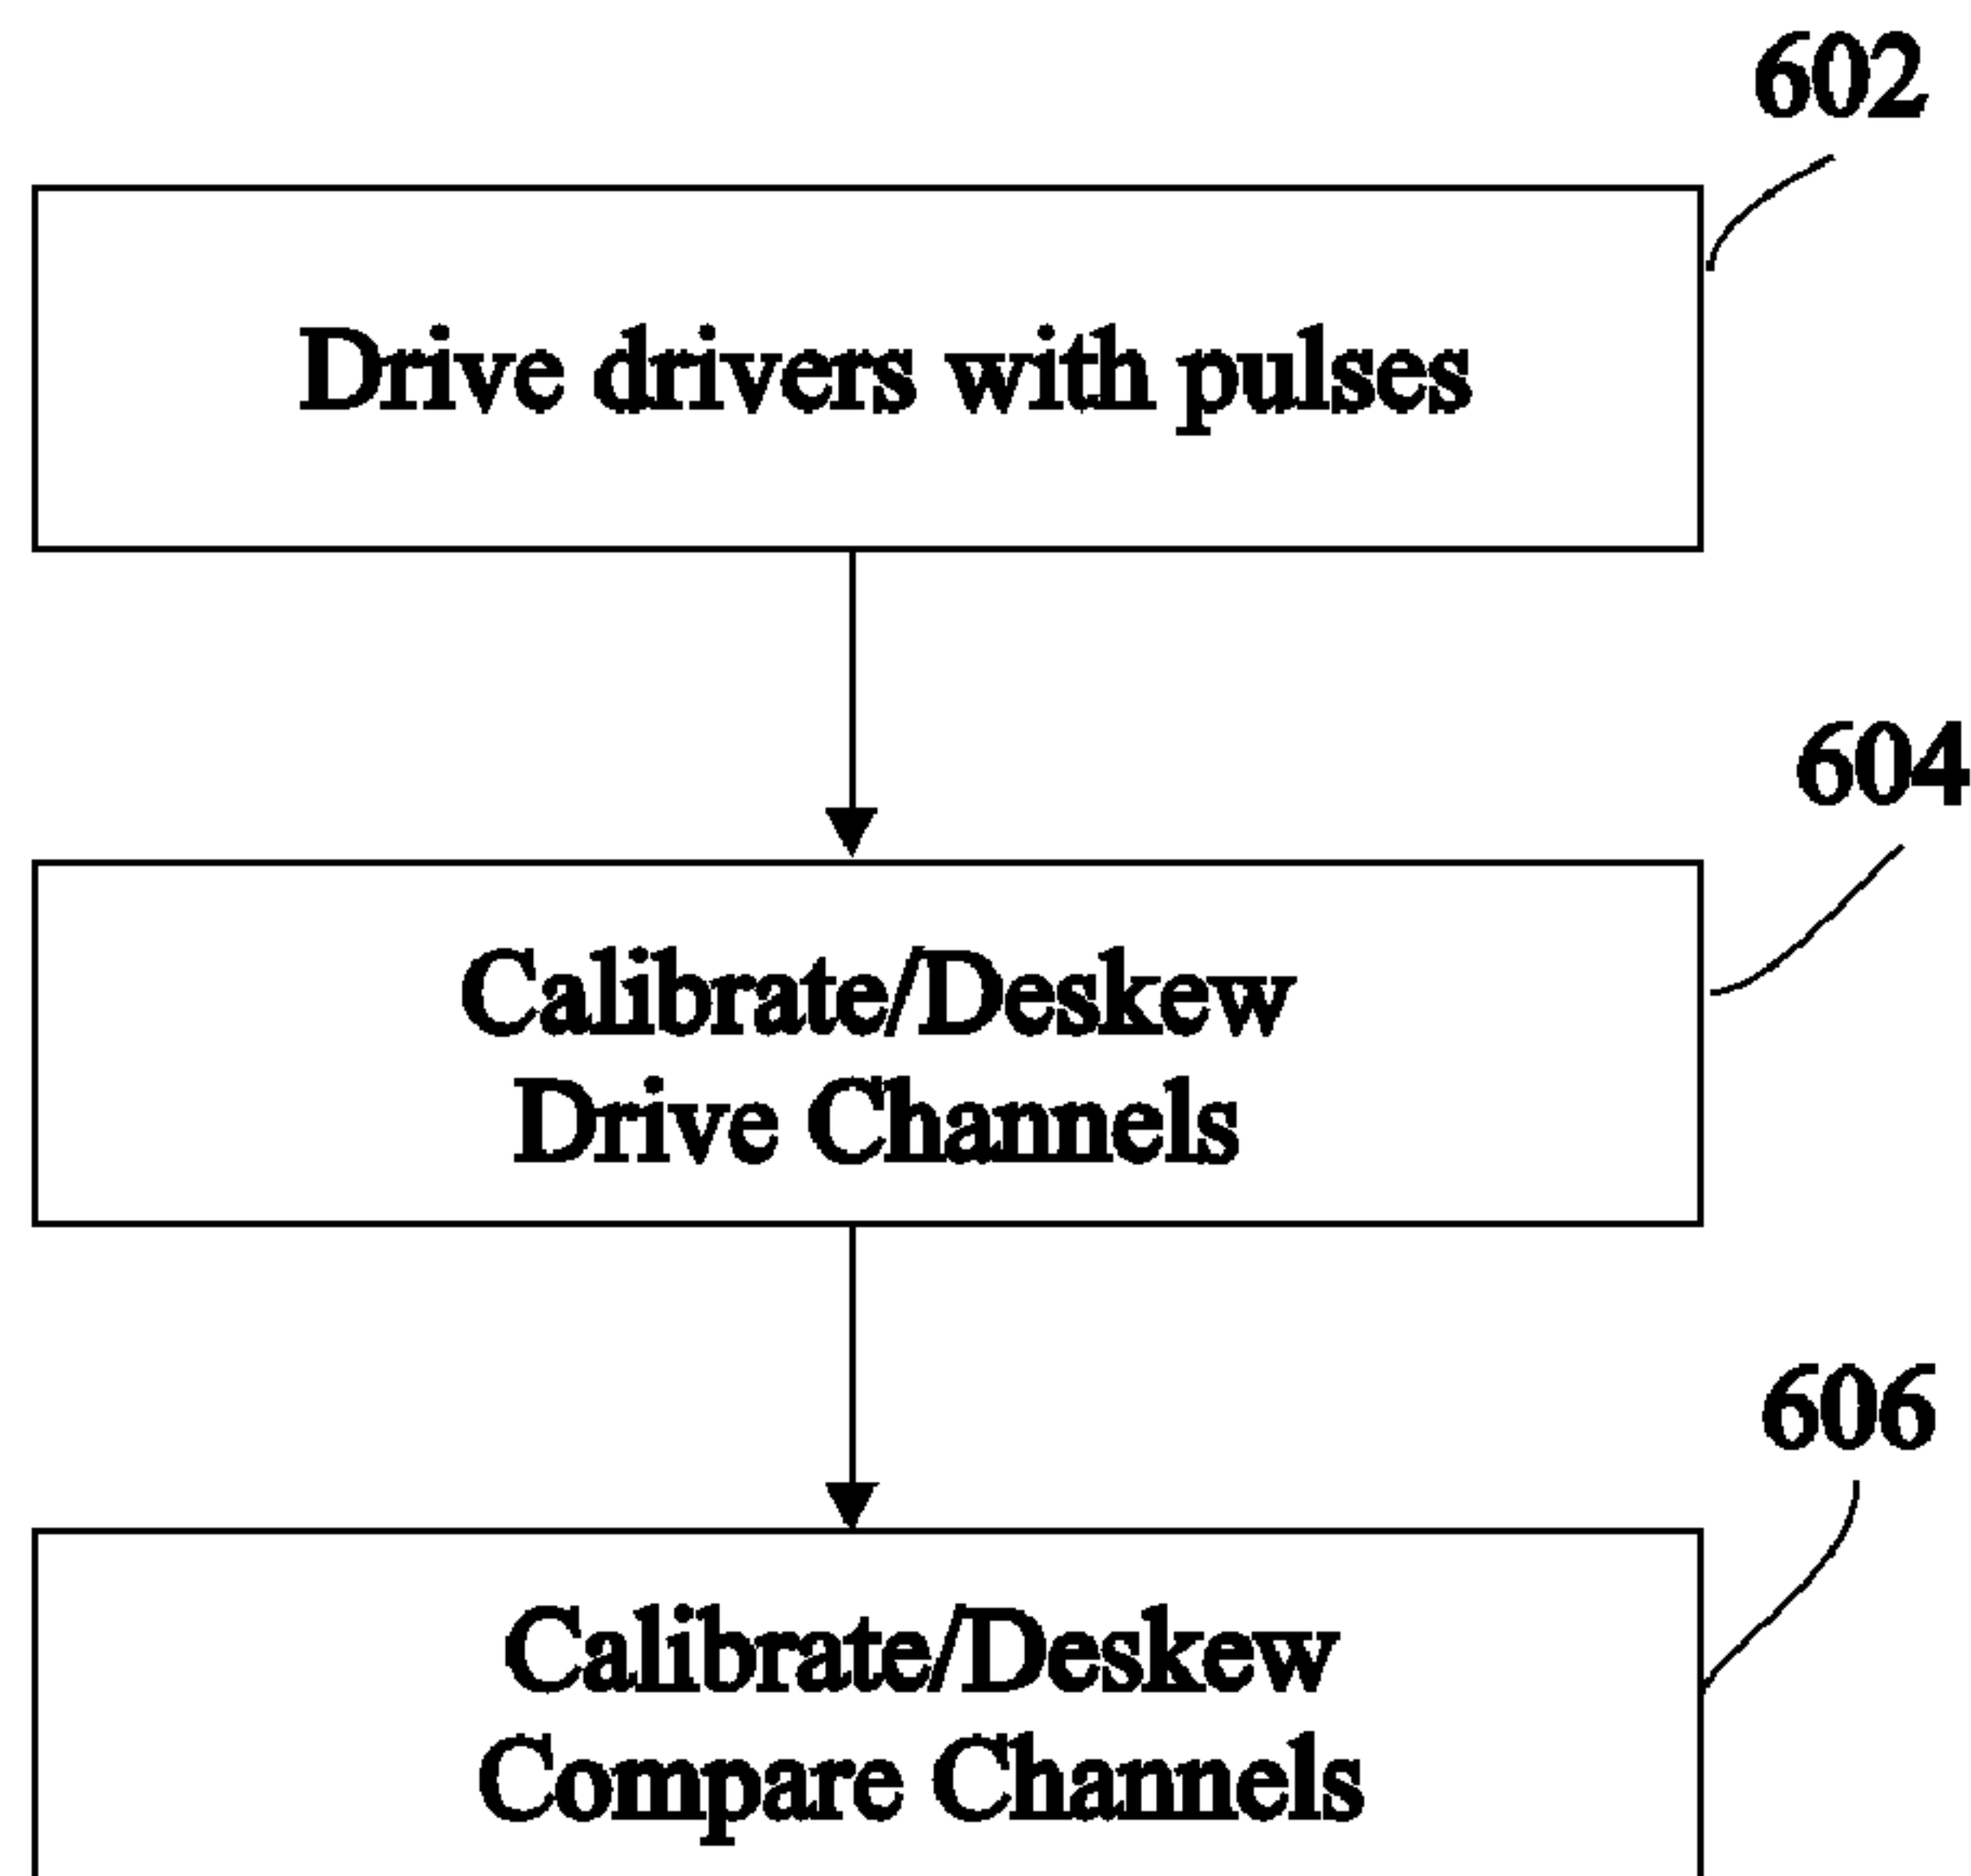 602
Drive drivers with pulses
604
Calibrate/Deskew
Drive Channels
606
Calibrate/Deskew
Compare Channels